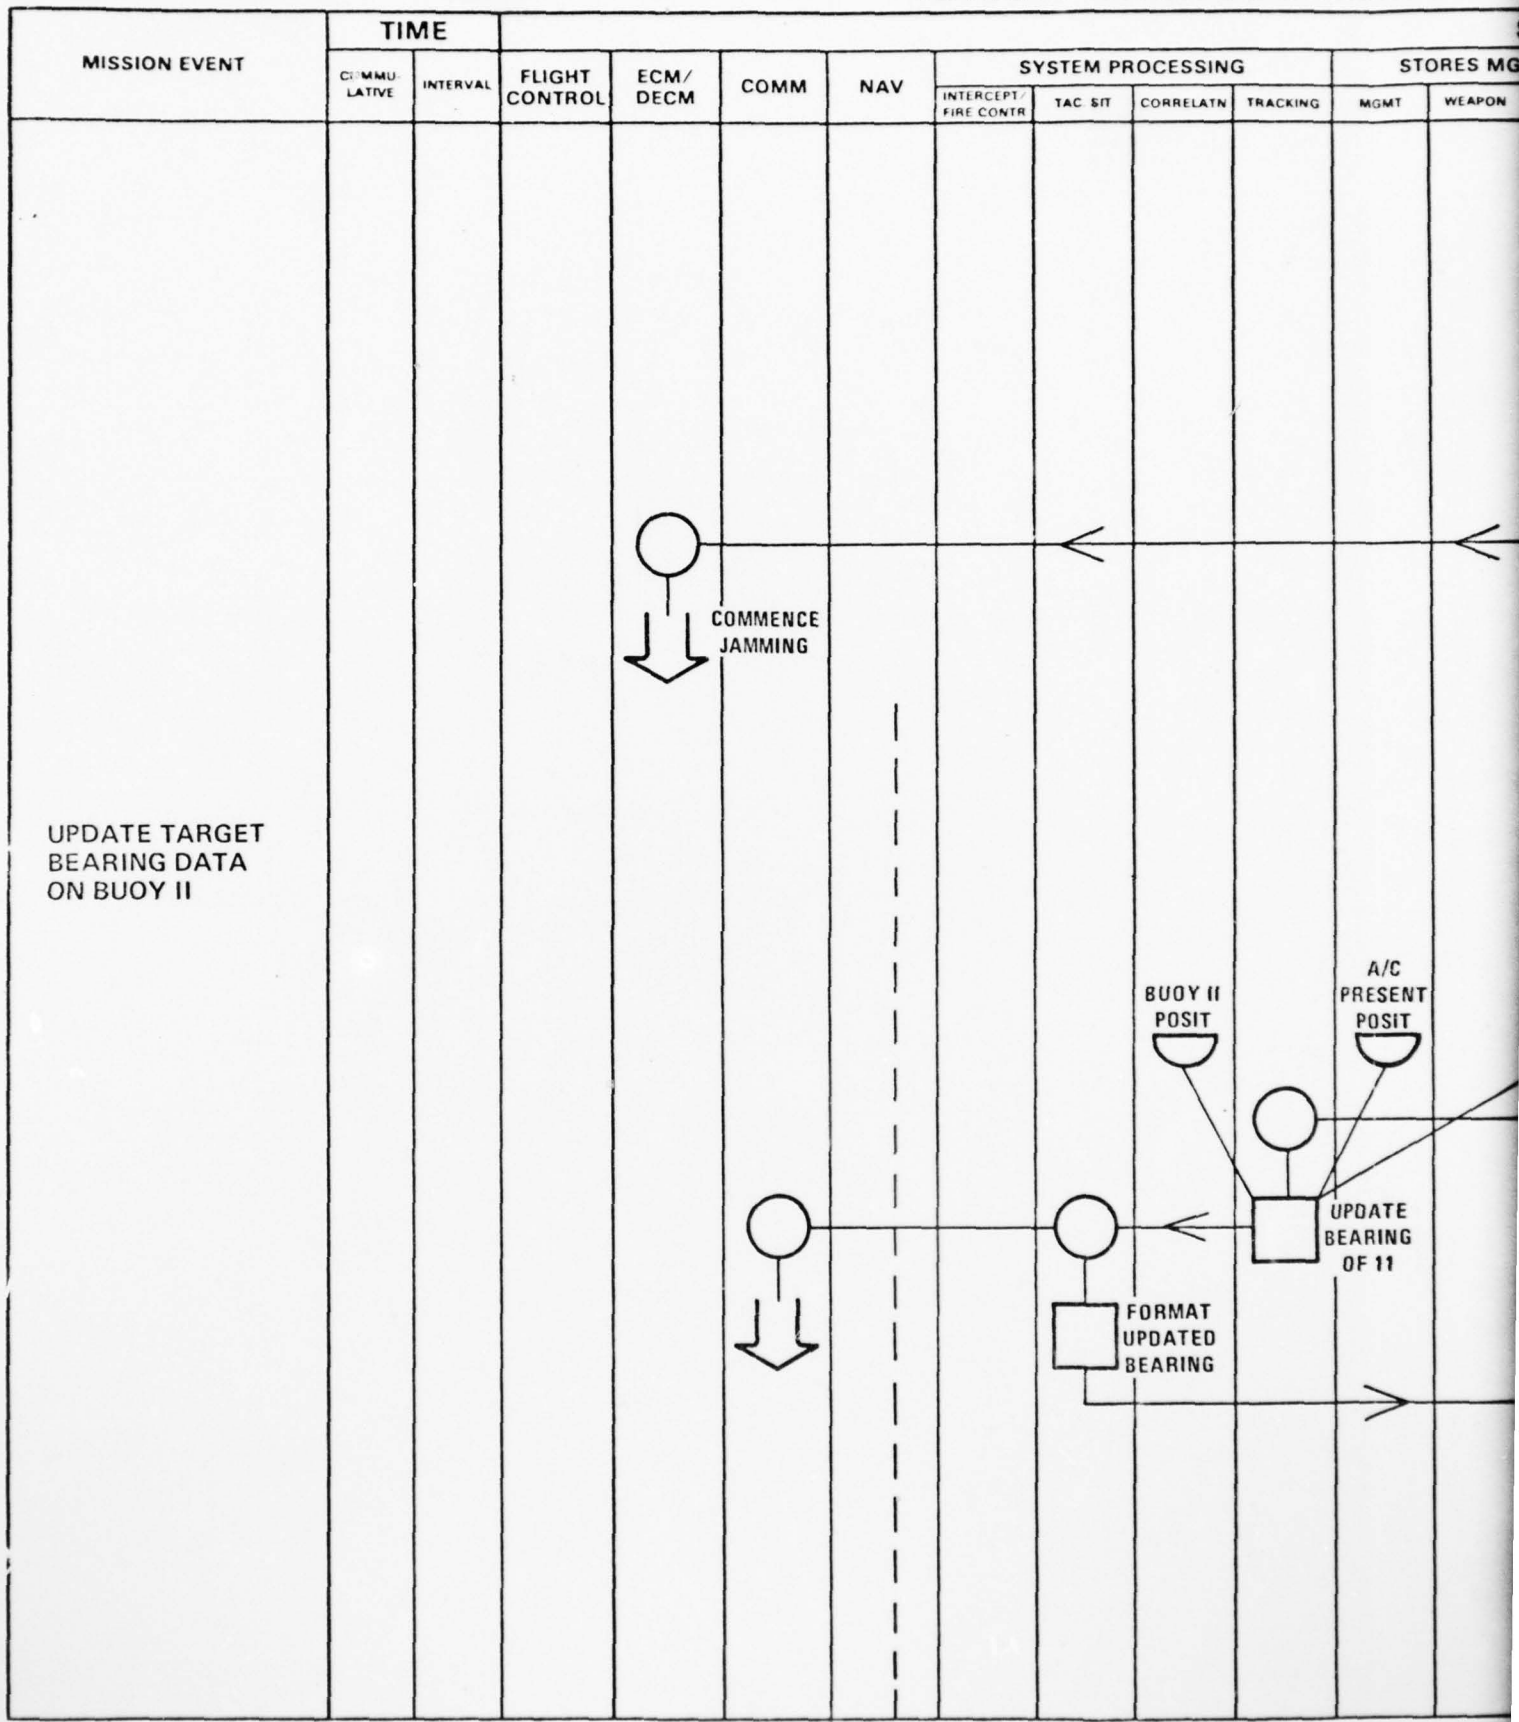 MISSION EVENT
TIME
CUMMU-
LATIVE
INTERVAL
FLIGHT
CONTROL
ECM/
DECM
COMM
NAV
SYSTEM PROCESSING
INTERCEPT/
FIRE CONTR
TAC SIT
CORRELATN
TRACKING
STORES MG
MGMT
WEAPON
COMMENCE
JAMMING
UPDATE TARGET
BEARING DATA
ON BUOY II
BUOY II
POSIT
A/C
PRESENT
POSIT
UPDATE
BEARING
OF 11
FORMAT
UPDATED
BEARING